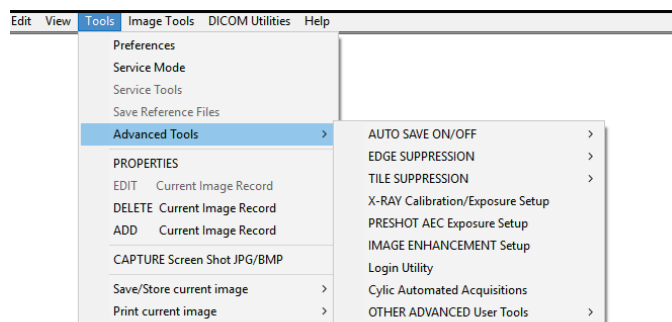 Edit View Tools Image Tools DICOM Utilities Help
Preferences
Service Mode
Service Tools
Save Reference Files
Advanced Tools
PROPERTIES
EDIT Current Image Record
DELETE Current Image Record
ADD Current Image Record
CAPTURE Screen Shot JPG/BMP
Save/Store current image
Print current image
AUTO SAVE ON/OFF
EDGE SUPPRESSION
TILE SUPPRESSION
X-RAY Calibration/Exposure Setup
PRESHOT AEC Exposure Setup
IMAGE ENHANCEMENT Setup
Login Utility
Cylic Automated Acquisitions
OTHER ADVANCED User Tools